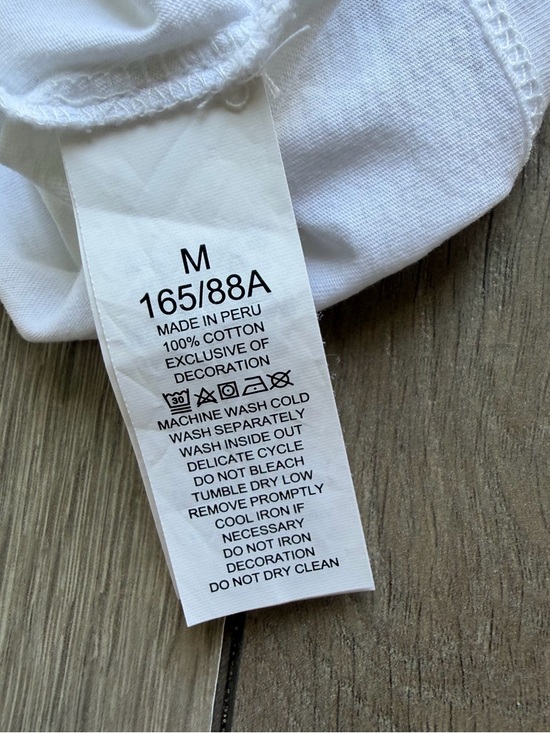 M
165/88A
MADE IN PERU
100% COTTON
EXCLUSIVE OF
DECORATION
30
MACHINE WASH COLD
WASH SEPARATELY
WASH INSIDE OUT
DELICATE CYCLE
DO NOT BLEACH
TUMBLE DRY LOW
REMOVE PROMPTLY
COOL IRON IF
NECESSARY
DO NOT IRON
DECORATION
DO NOT DRY CLEAN